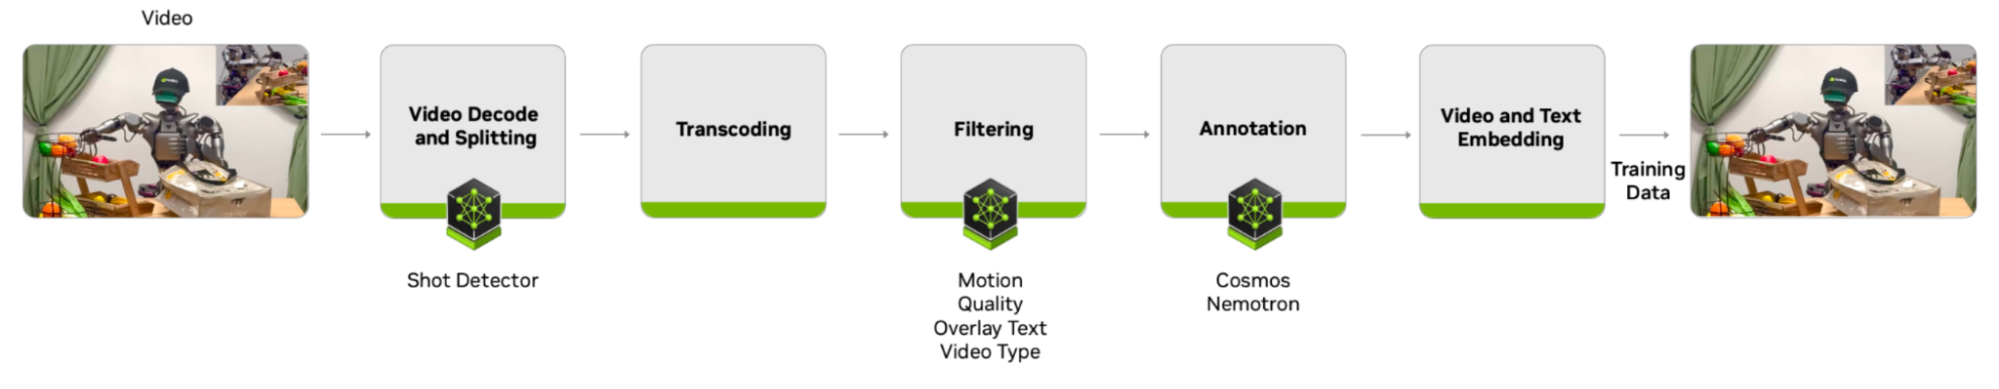 Video
Video Decode
and Splitting
Shot Detector
Transcoding
Filtering
Motion
Quality
Overlay Text
Video Type
Annotation
Cosmos
Nemotron
Video and Text
Embedding
Training
Data